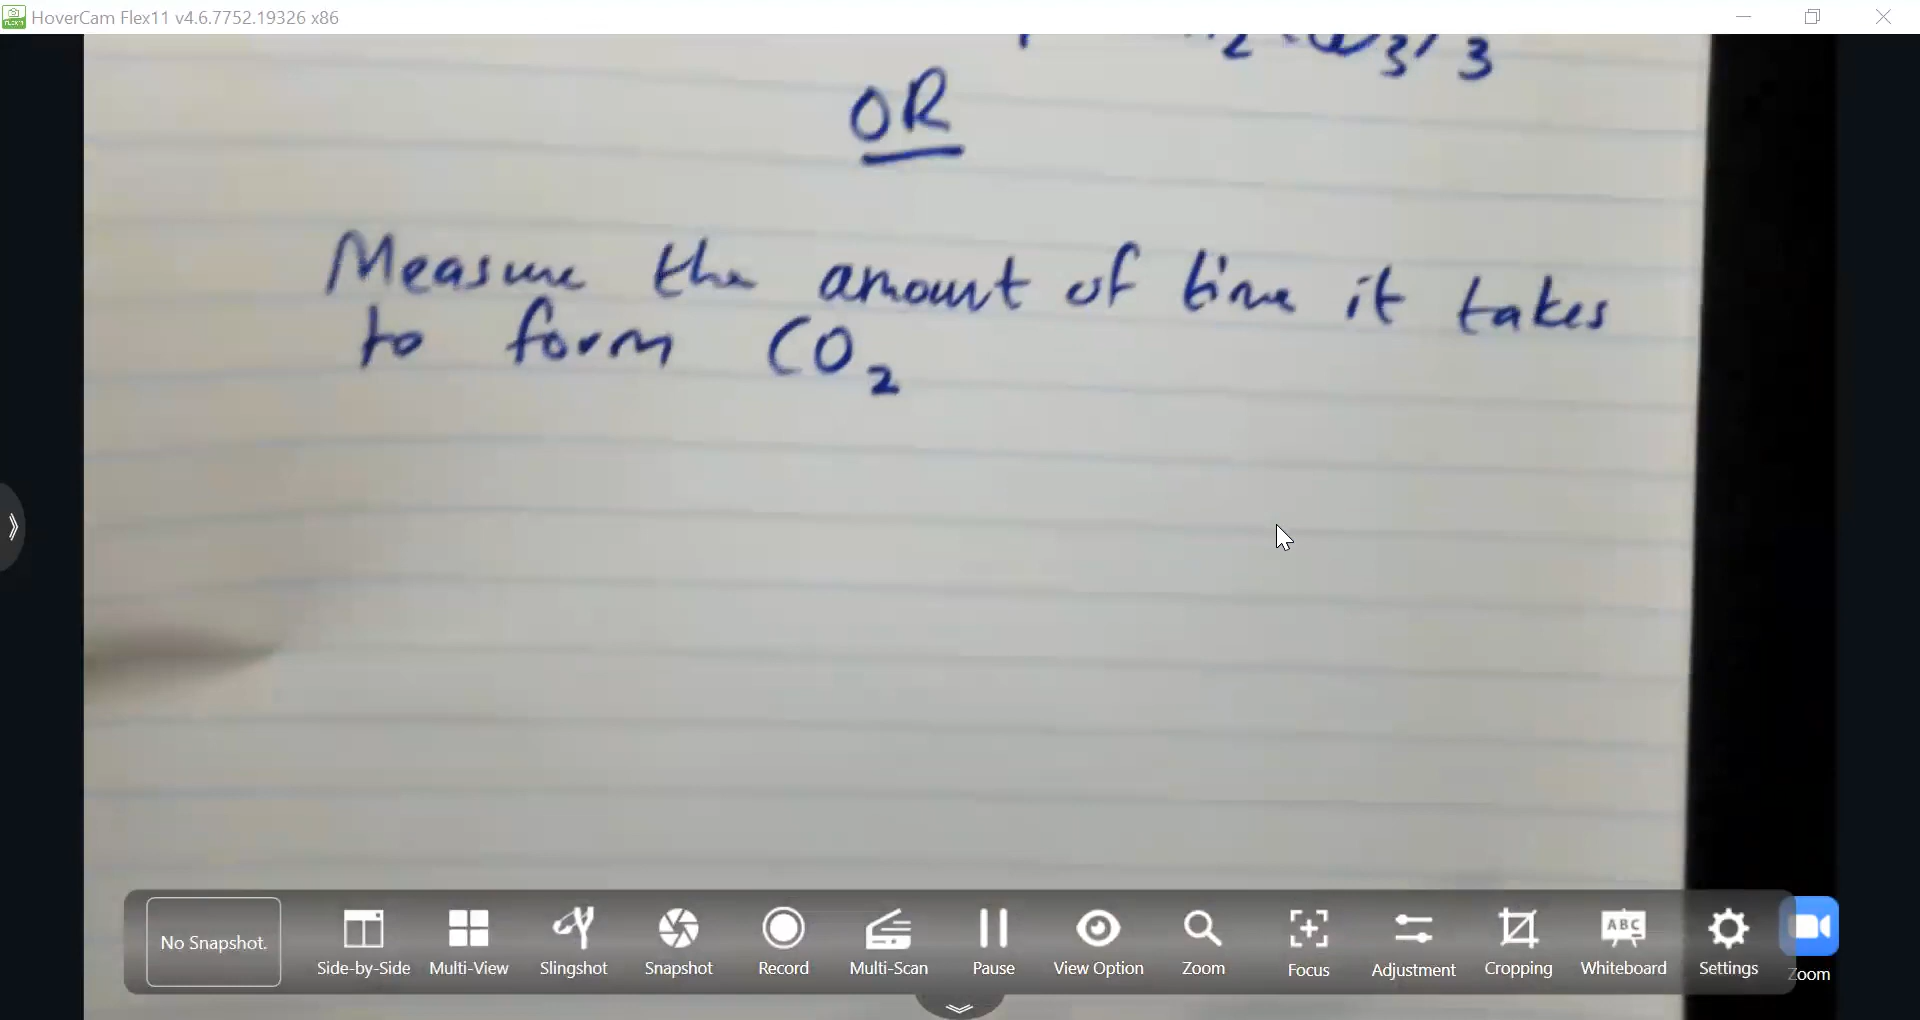 HoverCam Flex11 v4.6.7752.19326 x86
OR
Measure the amount of time it takes
to form CO₂
No Snapshot.
Side-by-Side Multi-View Slingshot Snapshot Record Multi-Scan Pause View Option Zoom Focus Adjustment Cropping Whiteboard Settings Zoom
ABC